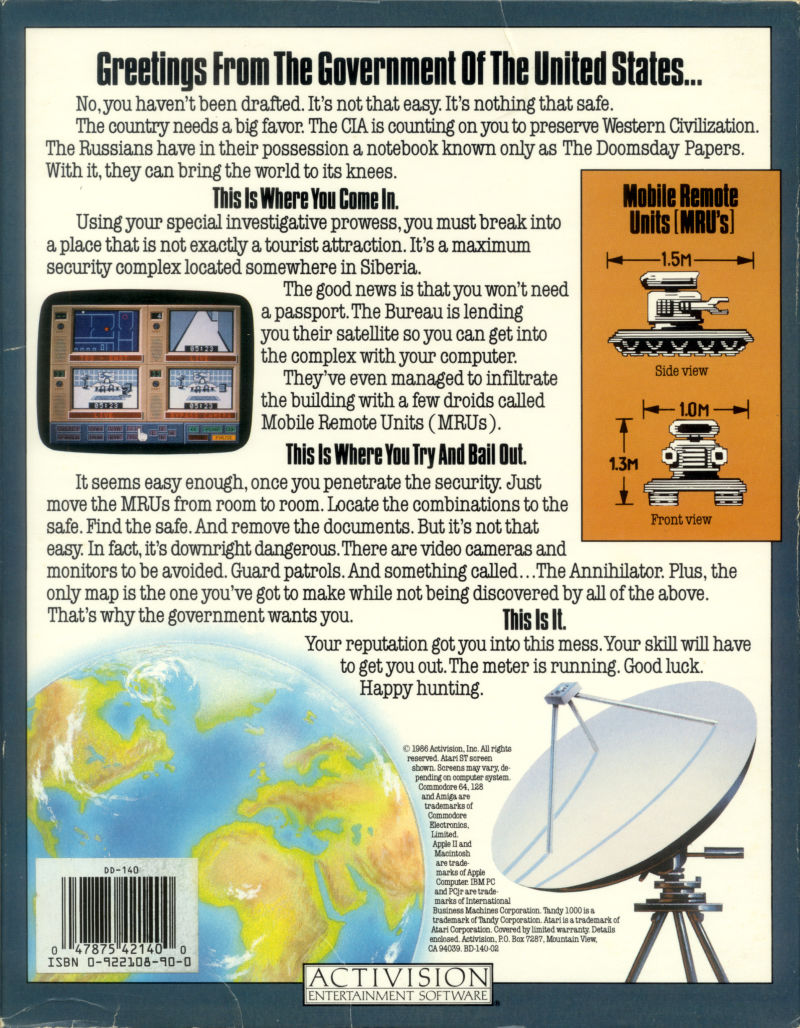 Greetings From The Government Of The United States...
No, you haven't been drafted. It's not that easy. It's nothing that safe.
The country needs a big favor. The CIA is counting on you to preserve Western Civilization.
The Russians have in their possession a notebook known only as The Doomsday Papers.
With it, they can bring the world to its knees.
This Is Where You Come In.
Using your special investigative prowess, you must break into
a place that is not exactly a tourist attraction. It's a maximum
security complex located somewhere in Siberia.
The good news is that you won't need
a passport. The Bureau is lending
you their satellite so you can get into
the complex with your computer.
They've even managed to infiltrate
the building with a few droids called
Mobile Remote Units (MRUs).
This Is Where You Try And Bail Out.
It seems easy enough, once you penetrate the security. Just
move the MRUs from room to room. Locate the combinations to the
safe. Find the safe. And remove the documents. But it's not that
easy. In fact, it's downright dangerous. There are video cameras and
monitors to be avoided. Guard patrols. And something called...The Annihilator. Plus, the
only map is the one you've got to make while not being discovered by all of the above.
That's why the government wants you.
This Is It.
Your reputation got you into this mess. Your skill will have
to get you out. The meter is running. Good luck.
Happy hunting.
Mobile Remote
Units [MRU's]
1.5M
Side view
1.0M
1.3M
Front view
05:23
05:23
05:23
© 1986 Activision, Inc. All rights
reserved. Atari ST screen
shown. Screens may vary, de-
pending on computer system.
Commodore 64, 128
and Amiga are
trademarks of
Commodore
Electronics,
Limited.
Apple II and
Macintosh
are trade-
marks of Apple
Computer. IBM PC
and PCjr are trade-
marks of International
Business Machines Corporation. Tandy 1000 is a
trademark of Tandy Corporation. Atari is a trademark of
Atari Corporation. Covered by limited warranty. Details
enclosed. Activision, P.O. Box 7287, Mountain View,
CA 94039. BD-140-02
DD-140
0 47875 42140 0
ISBN 0-922108-90-0
ACTIVISION
ENTERTAINMENT SOFTWARE